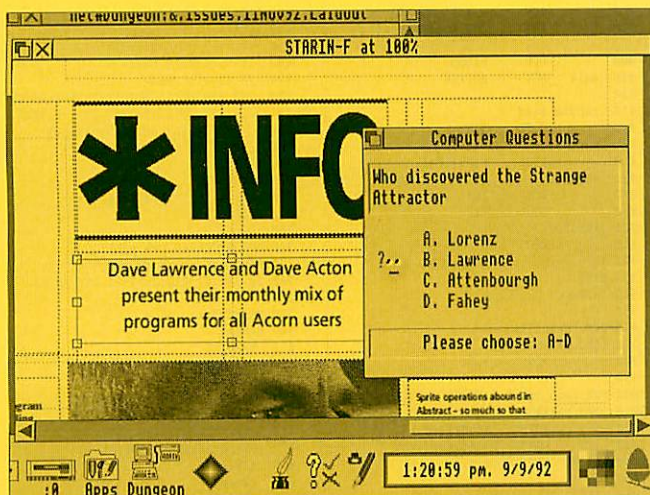 net#Dungeon:&.Issues.11Nov92.Layout
STARIN-F at 100%
*INFO
Dave Lawrence and Dave Acton
present their monthly mix of
programs for all Acorn users
Computer Questions
Who discovered the Strange
Attractor
A. Lorenz
B. Lawrence
C. Attenbourgh
D. Fahey
?
Please choose: A-D
Sprite operations abound in
Abstract – so much so that
gram
:0 Apps Dungeon
1:20:59 pm. 9/9/92